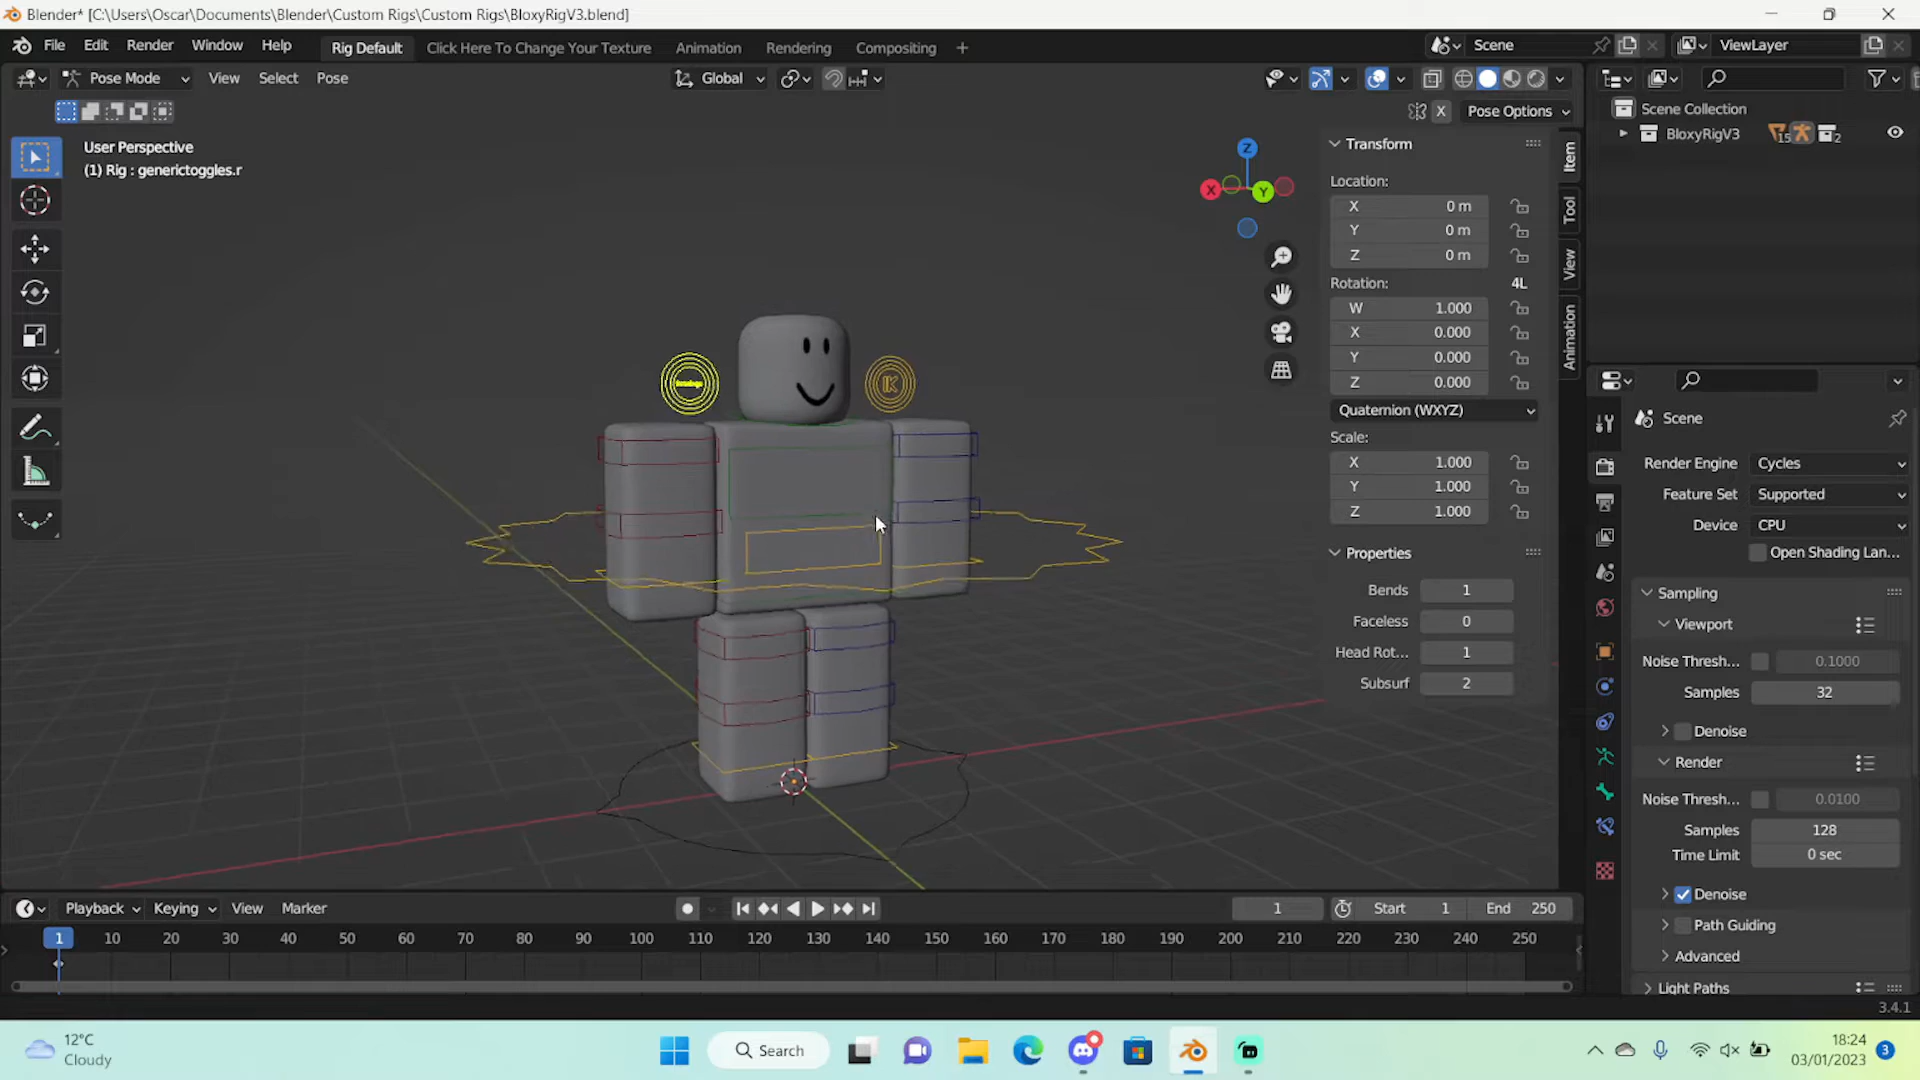 Blender* [C:\Users\Oscar\Documents\Blender\Custom Rigs\Custom Rigs\BloxyRigV3.blend]
File Edit Render Window Help Rig Default Click Here To Change Your Texture Animation Rendering Compositing + Scene ViewLayer
Pose Mode View Select Pose Global
X Pose Options
User Perspective
(1) Rig : generictoggles.r
Z
X
Y
IK
Transform
Location:
X 0 m
Y 0 m
Z 0 m
Rotation: 4L
W 1.000
X 0.000
Y 0.000
Z 0.000
Quaternion (WXYZ)
Scale:
X 1.000
Y 1.000
Z 1.000
Properties
Bends 1
Faceless 0
Head Rot... 1
Subsurf 2
Item
Tool
View
Animation
Scene Collection
BloxyRigV3 15 2
Scene
Render Engine Cycles
Feature Set Supported
Device CPU
Open Shading Lan...
Sampling
Viewport
Noise Thresh... 0.1000
Samples 32
Denoise
Render
Noise Thresh... 0.0100
Samples 128
Time Limit 0 sec
Denoise
Path Guiding
Advanced
Light Paths
Playback Keying View Marker 1 Start 1 End 250
1 10 20 30 40 50 60 70 80 90 100 110 120 130 140 150 160 170 180 190 200 210 220 230 240 250
3.4.1
12°C
Cloudy
Search
18:24
03/01/2023
3